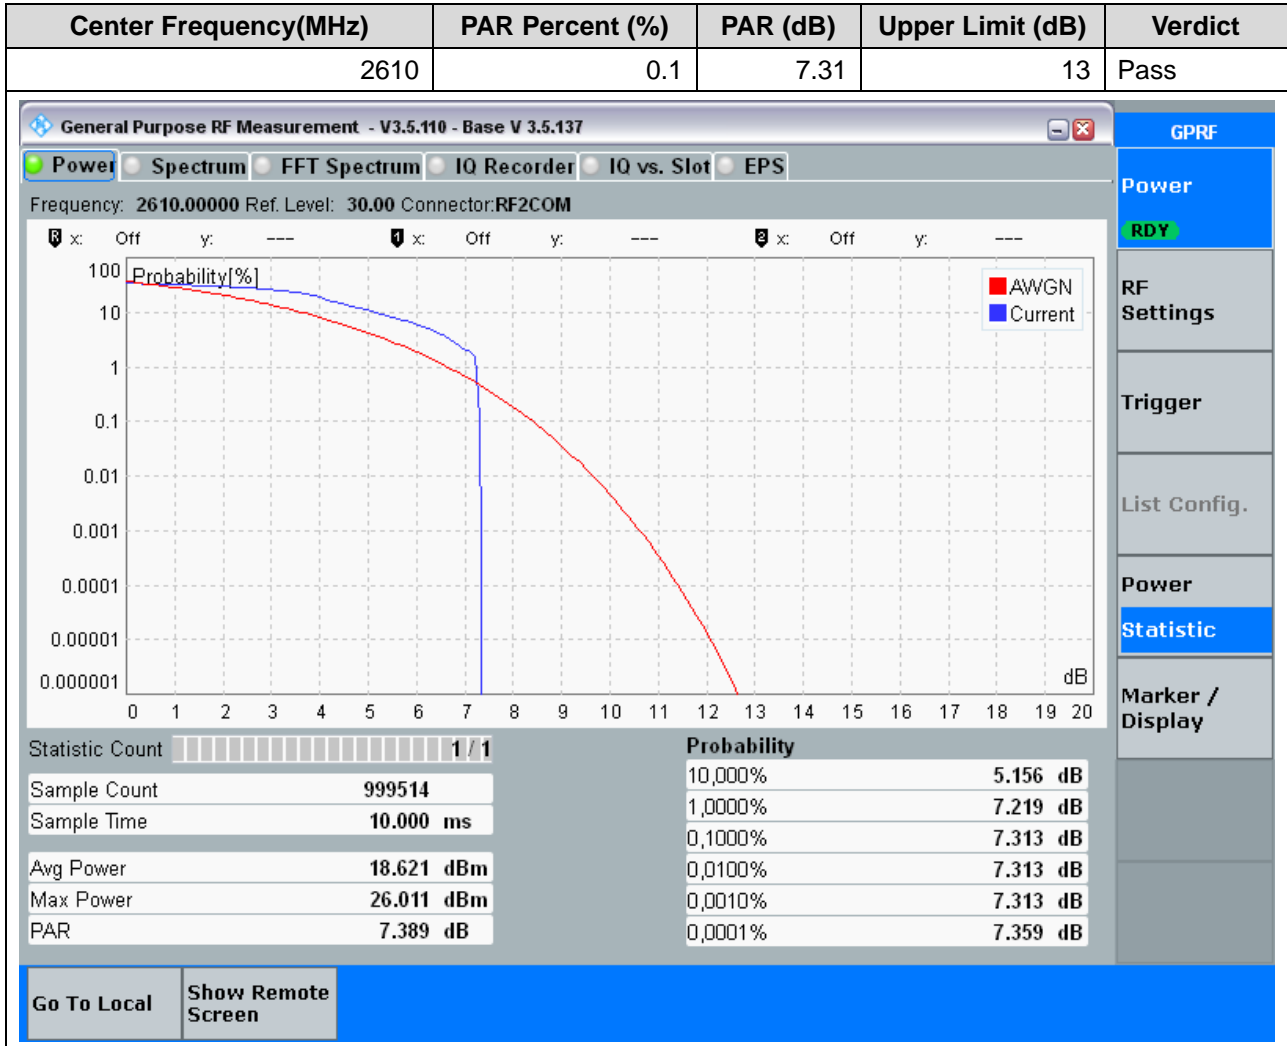 Center Frequency(MHz) PAR Percent (%) PAR (dB) Upper Limit (dB) Verdict
2610 0.1 7.31 13 Pass
General Purpose RF Measurement - V3.5.110 - Base V 3.5.137
GPRF
Power Spectrum FFT Spectrum IQ Recorder IQ vs. Slot EPS
Power
RDY
Frequency: 2610.00000 Ref. Level: 30.00 Connector:RF2COM
R x: Off y: --- 1 x: Off y: --- 2 x: Off y: ---
Probability[%]
AWGN
Current
100
10
1
0.1
0.01
0.001
0.0001
0.00001
0.000001
dB
0 1 2 3 4 5 6 7 8 9 10 11 12 13 14 15 16 17 18 19 20
RF
Settings
Trigger
List Config.
Power
Statistic
Marker /
Display
Statistic Count 1 / 1
Sample Count 999514
Sample Time 10.000 ms
Avg Power 18.621 dBm
Max Power 26.011 dBm
PAR 7.389 dB
Probability
10,000% 5.156 dB
1,0000% 7.219 dB
0,1000% 7.313 dB
0,0100% 7.313 dB
0,0010% 7.313 dB
0,0001% 7.359 dB
Go To Local
Show Remote
Screen